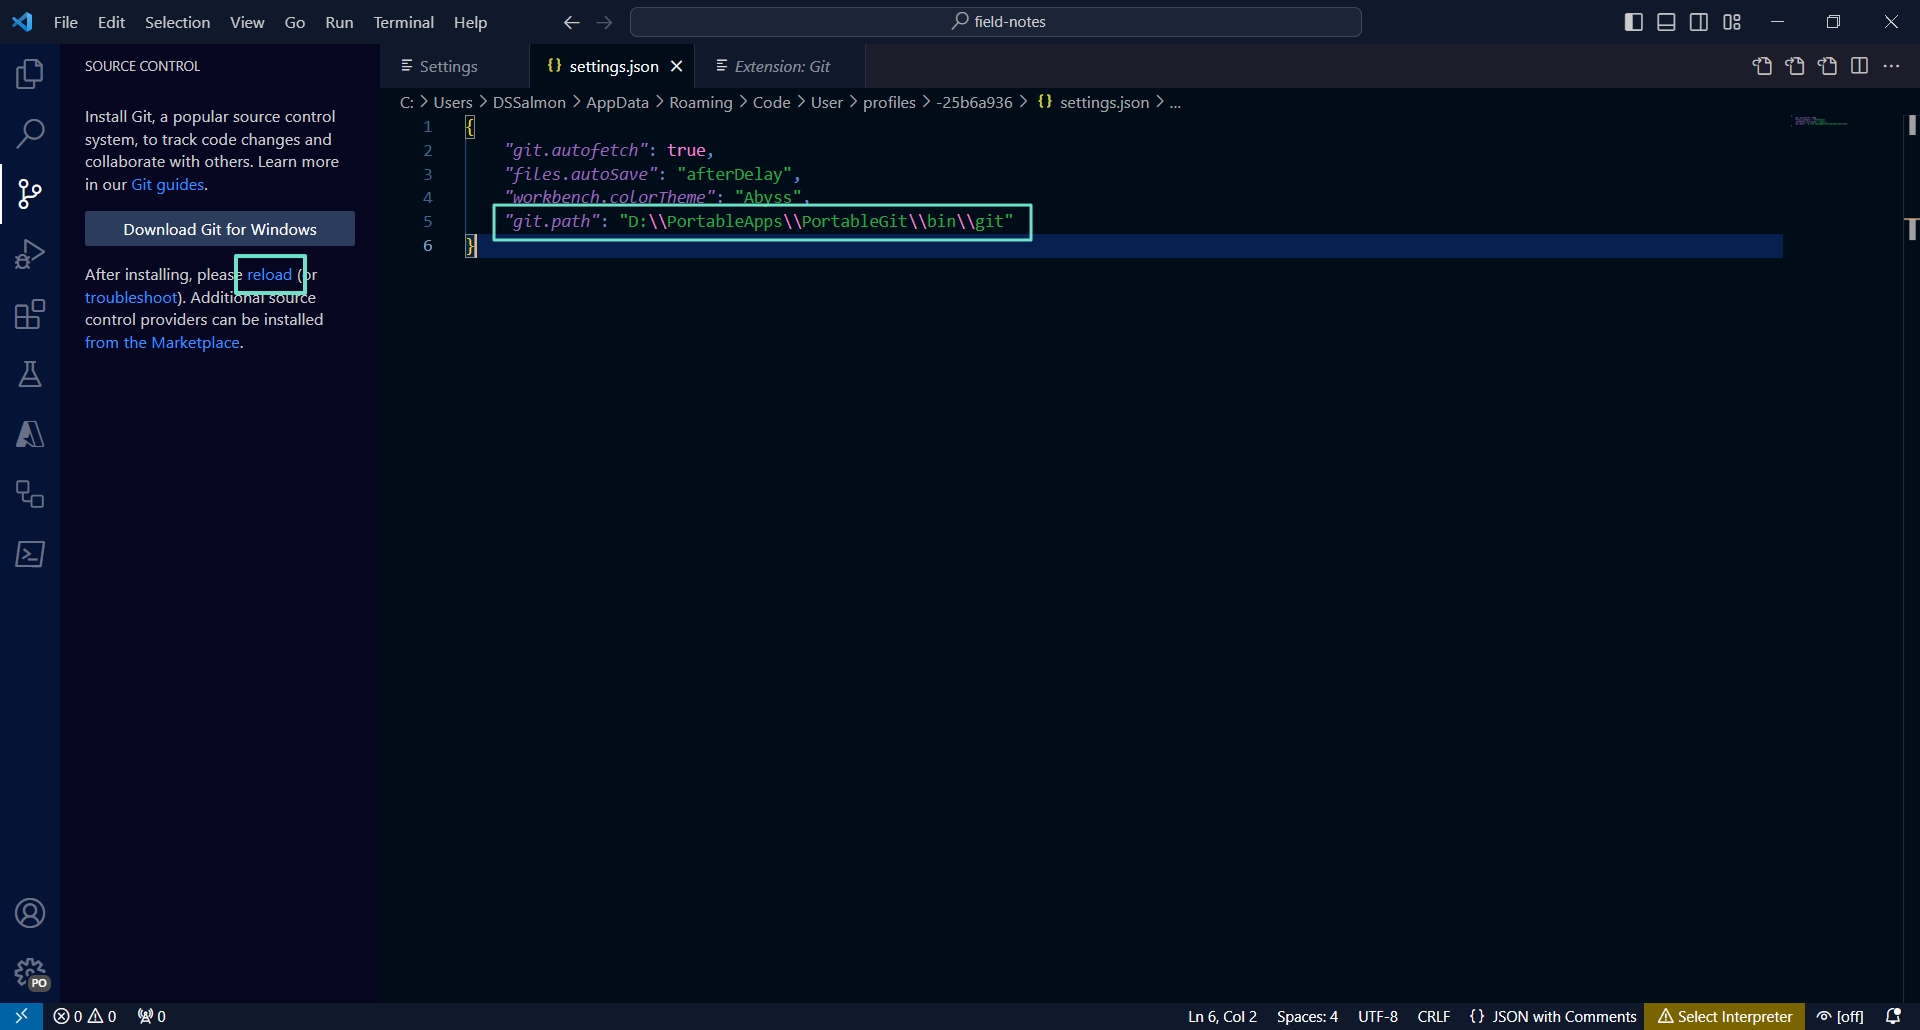 File Edit Selection View Go Run Terminal Help field-notes
SOURCE CONTROL
Settings settings.json Extension: Git
C: > Users > DSSalmon > AppData > Roaming > Code > User > profiles > -25b6a936 > {} settings.json > ...
Install Git, a popular source control
system, to track code changes and
collaborate with others. Learn more
in our Git guides.
Download Git for Windows
After installing, please reload (or
troubleshoot). Additional source
control providers can be installed
from the Marketplace.
1 {
2 "git.autofetch": true,
3 "files.autoSave": "afterDelay",
4 "workbench.colorTheme": "Abyss",
5 "git.path": "D:\\PortableApps\\PortableGit\\bin\\git"
6 }
PO
0 0 0 Ln 6, Col 2 Spaces: 4 UTF-8 CRLF {} JSON with Comments Select Interpreter [off]